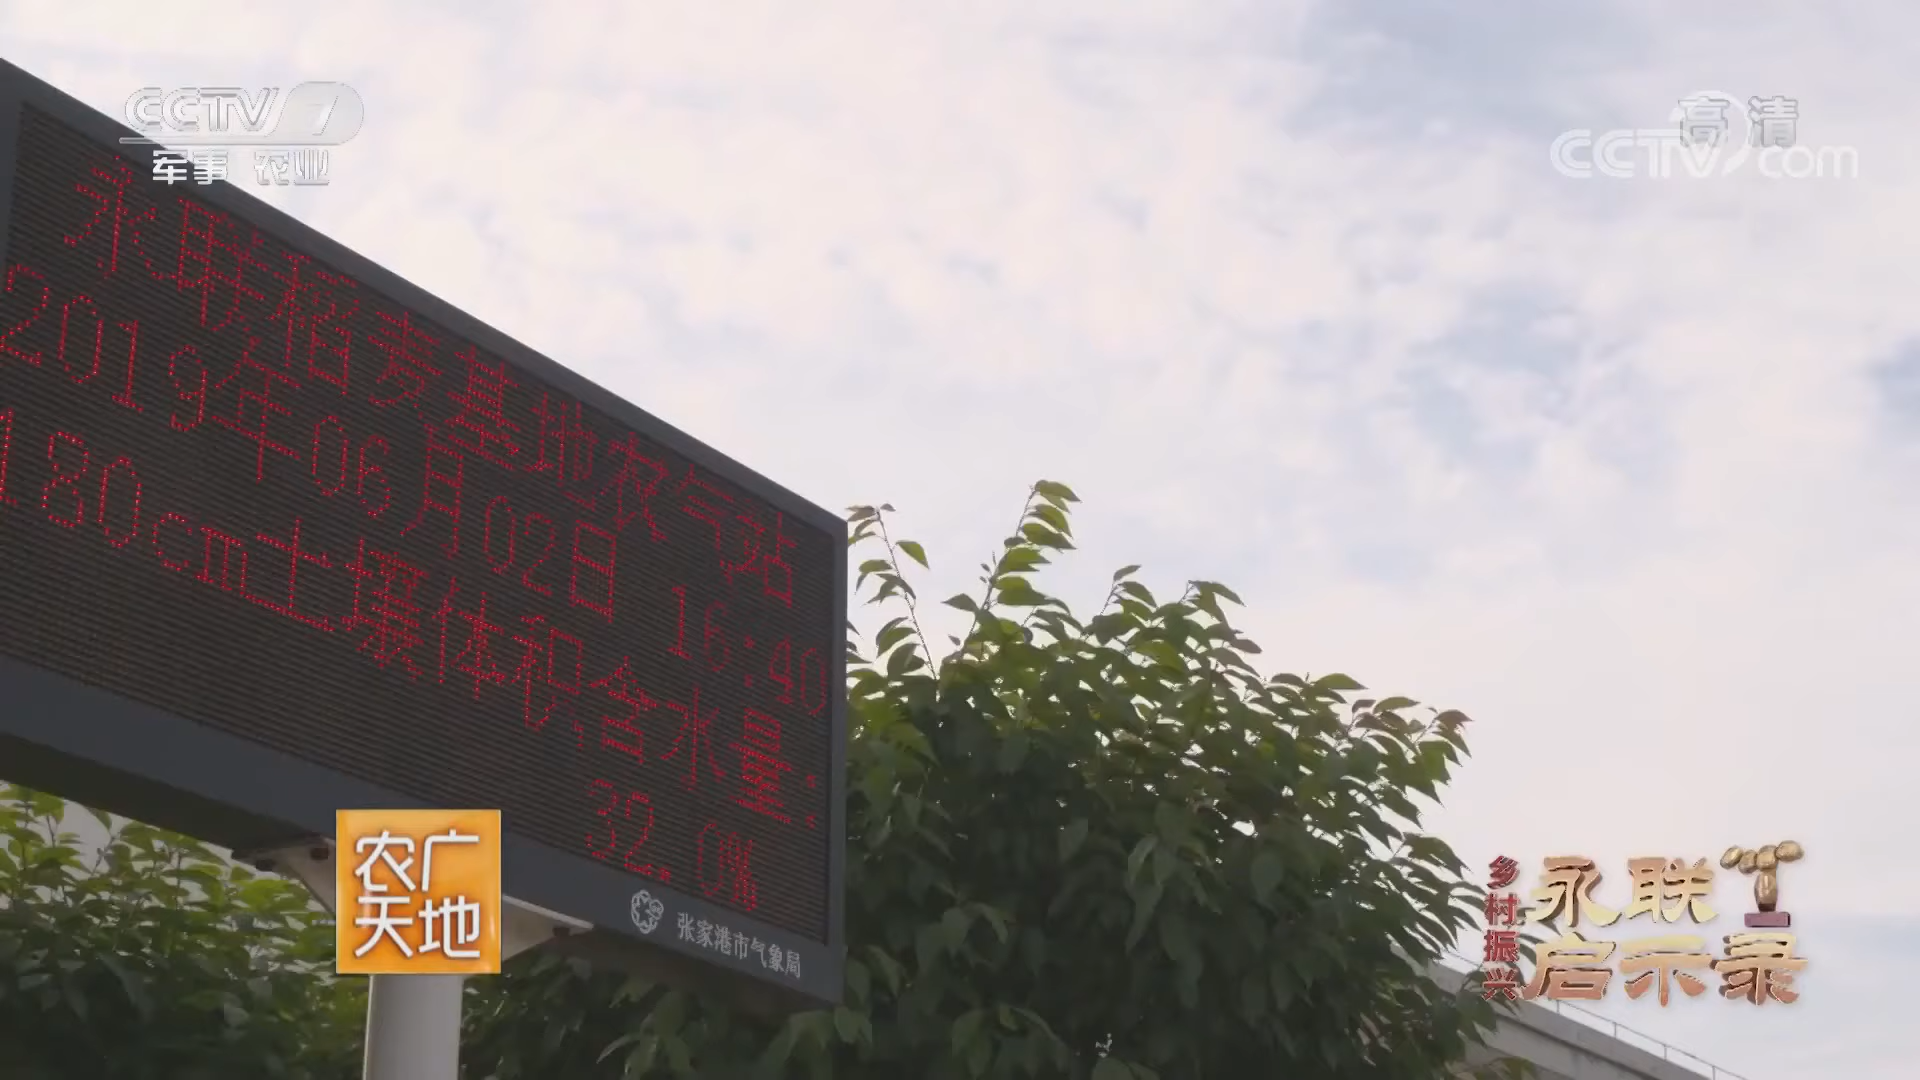 CCTV 7
军事 农业
高清
CCTV.com
永联稻麦基地农气站
2019年06月02日 16:40
180cm土壤体积含水量:
32.0%
张家港市气象局
农广
天地
乡村振兴
永联
启示录